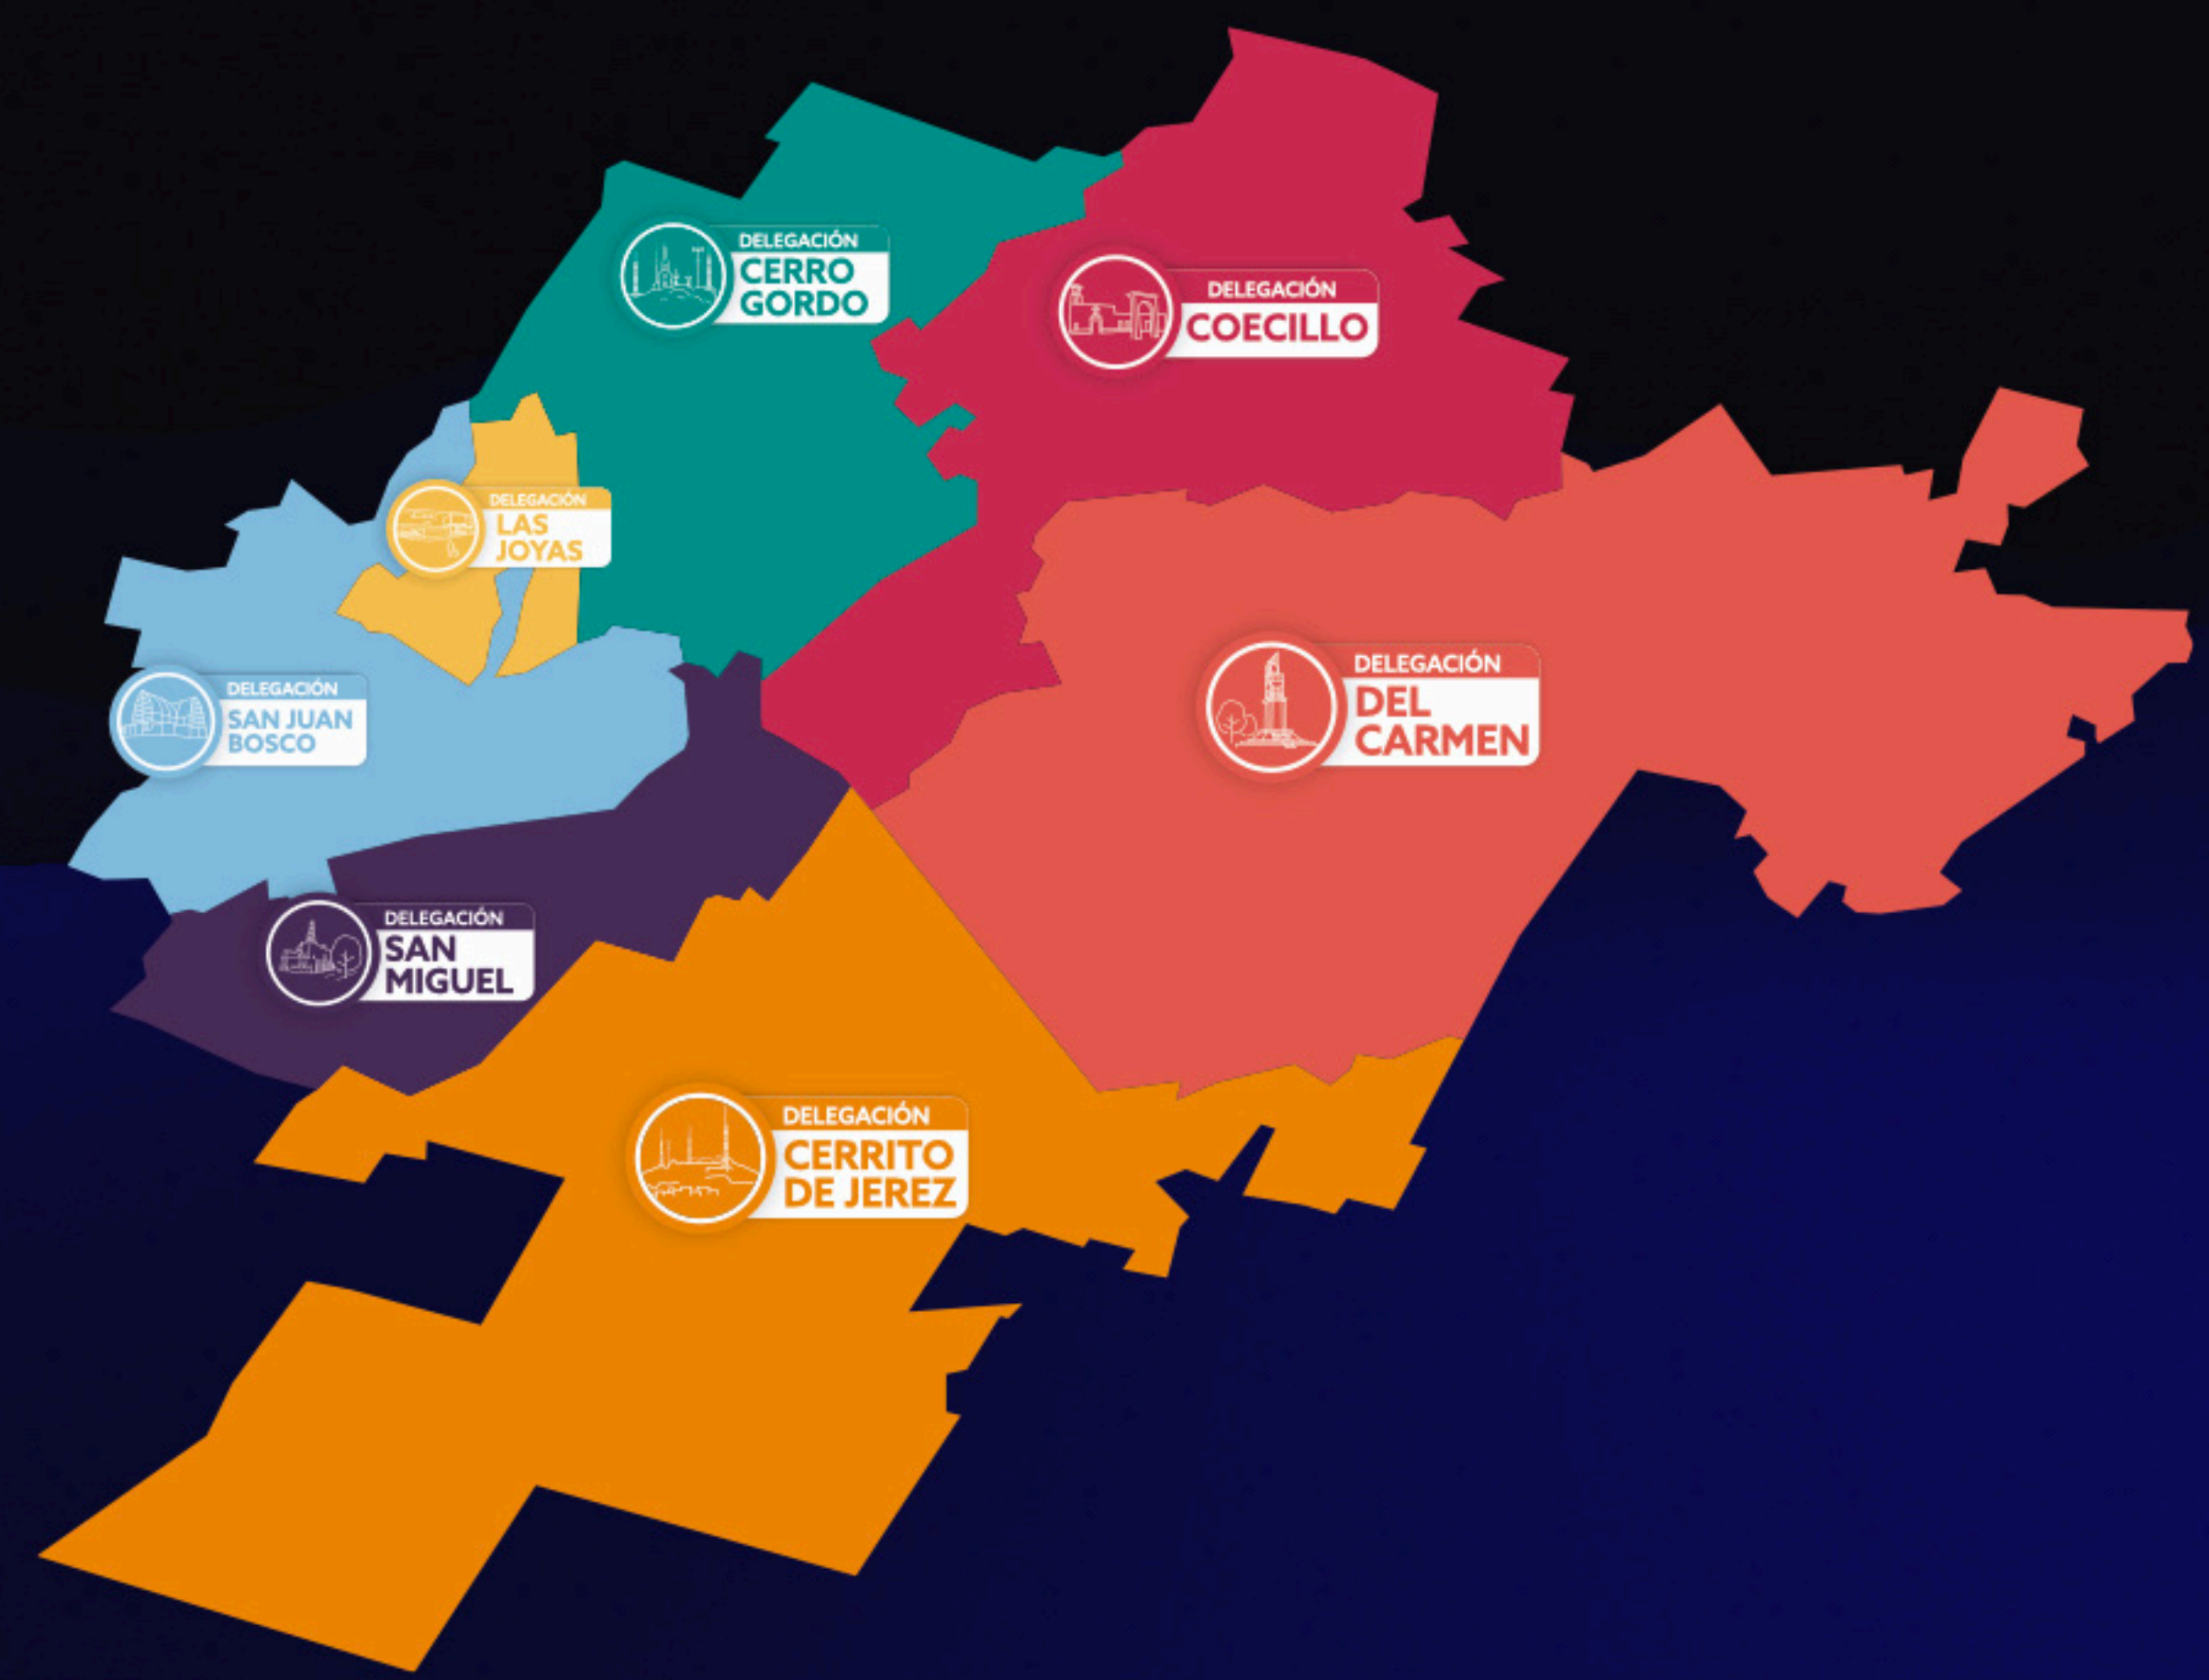 DELEGACIÓN
CERRO
GORDO
DELEGACIÓN
COECILLO
DELEGACIÓN
LAS
JOYAS
DELEGACIÓN
DEL
CARMEN
DELEGACIÓN
SAN JUAN
BOSCO
DELEGACIÓN
SAN
MIGUEL
DELEGACIÓN
CERRITO
DE JEREZ